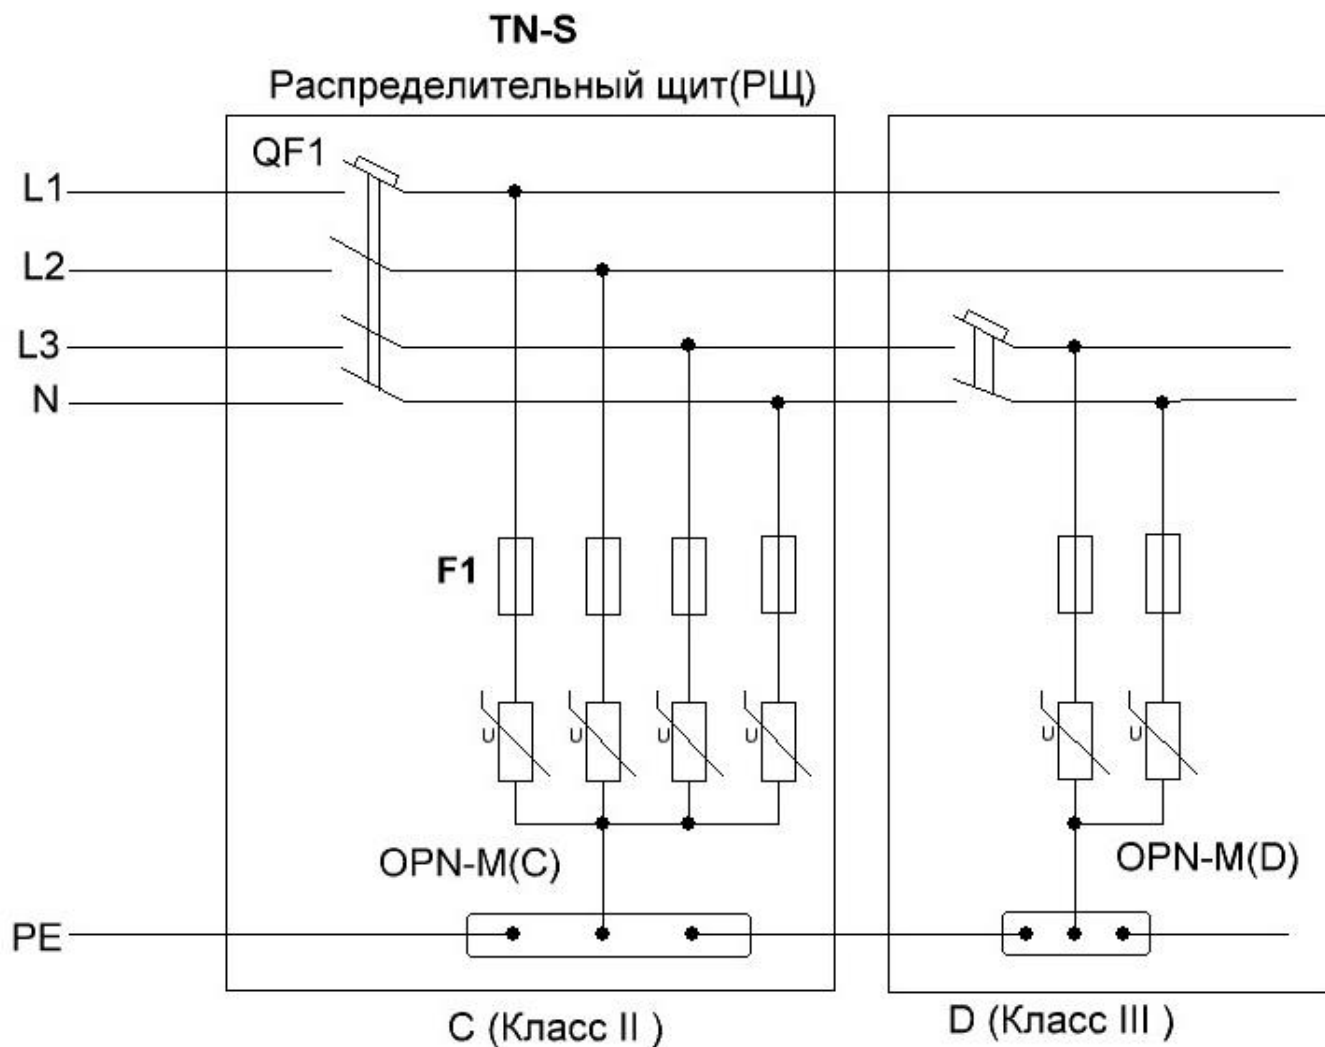 TN-S
Распределительный щит(РЩ)
QF1
L1
L2
L3
N
F1
U U U U U U
OPN-M(C)
OPN-M(D)
PE
C (Класс II )
D (Класс III )